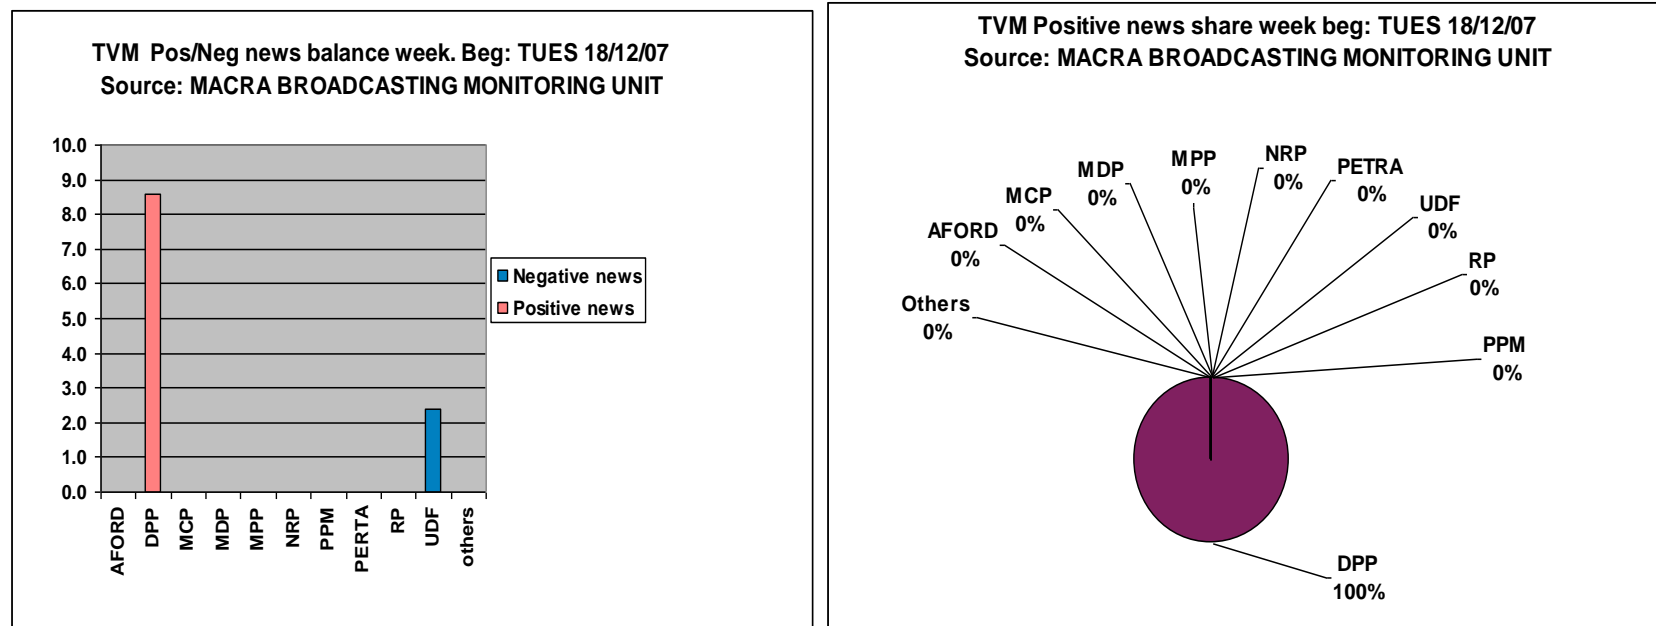 TVM Pos/Neg news balance week. Beg: TUES 18/12/07
Source: MACRA BROADCASTING MONITORING UNIT
10.0
9.0
8.0
7.0
6.0
5.0
4.0
3.0
2.0
1.0
0.0
AFORD
DPP
MCP
MDP
MPP
NRP
PPM
PERTA
RP
UDF
others
Negative news
Positive news
TVM Positive news share week beg: TUES 18/12/07
Source: MACRA BROADCASTING MONITORING UNIT
Others
0%
AFORD
0%
MCP
0%
MDP
0%
MPP
0%
NRP
0%
PETRA
0%
UDF
0%
RP
0%
PPM
0%
DPP
100%